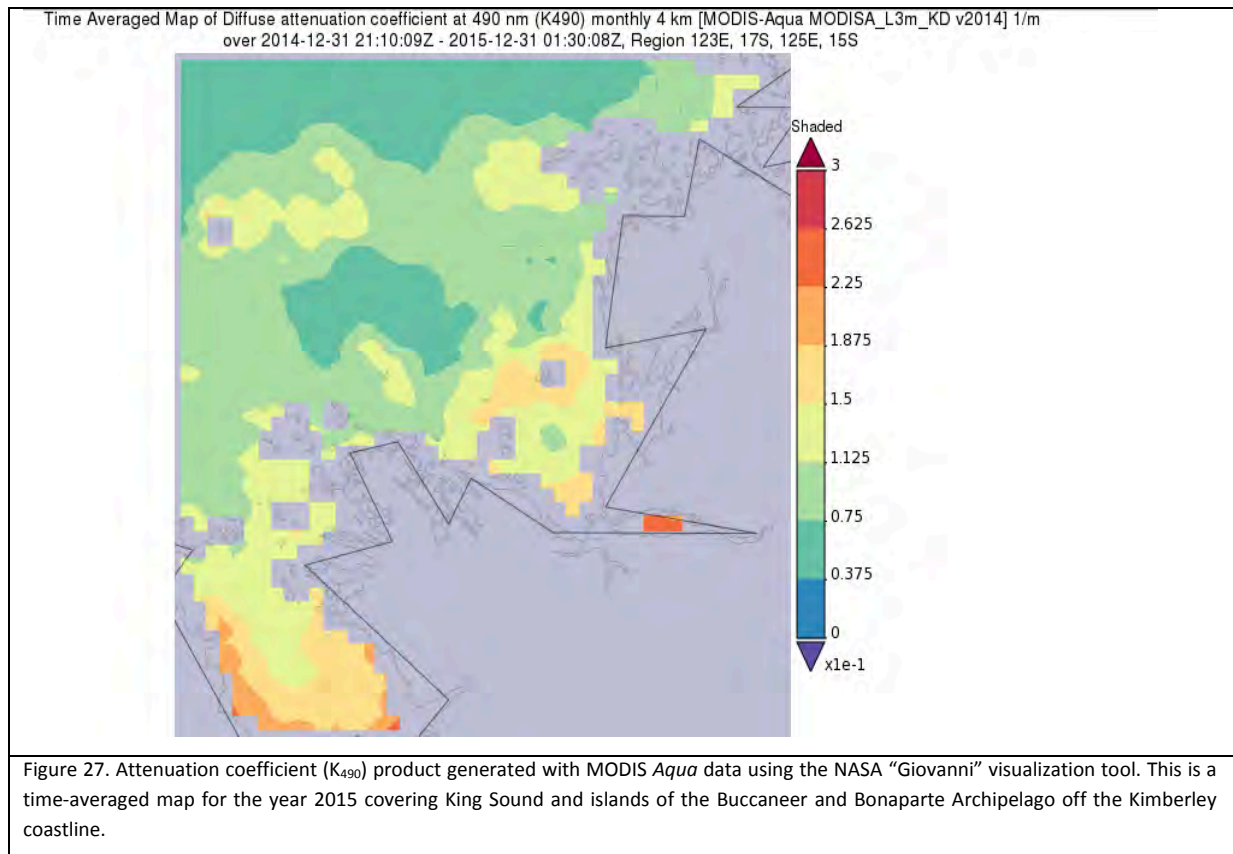 Time Averaged Map of Diffuse attenuation coefficient at 490 nm (K490) monthly 4 km [MODIS-Aqua MODISA_L3m_KD v2014] 1/m
over 2014-12-31 21:10:09Z - 2015-12-31 01:30:08Z, Region 123E, 17S, 125E, 15S
Shaded
3
2.625
2.25
1.875
1.5
1.125
0.75
0.375
0
x1e-1
Figure 27. Attenuation coefficient (K490) product generated with MODIS Aqua data using the NASA “Giovanni” visualization tool. This is a
time-averaged map for the year 2015 covering King Sound and islands of the Buccaneer and Bonaparte Archipelago off the Kimberley
coastline.